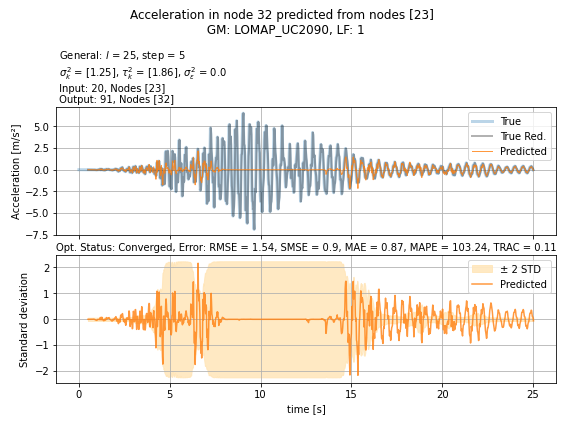 Acceleration in node 32 predicted from nodes [23]
GM: LOMAP_UC2090, LF: 1
General: l = 25, step = 5
σ²ₖ = [1.25], τ²ₖ = [1.86], σ²ε = 0.0
Input: 20, Nodes [23]
Output: 91, Nodes [32]
Acceleration [m/s²]
5.0
2.5
0.0
−2.5
−5.0
−7.5
True
True Red.
Predicted
Opt. Status: Converged, Error: RMSE = 1.54, SMSE = 0.9, MAE = 0.87, MAPE = 103.24, TRAC = 0.11
Standard deviation
2
1
0
−1
−2
± 2 STD
Predicted
0
5
10
15
20
25
time [s]